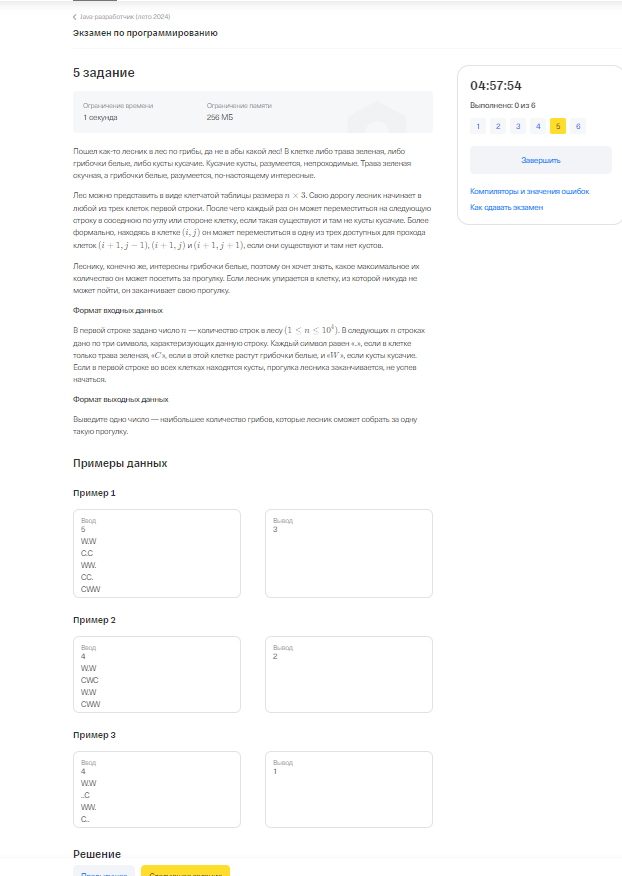 Java-разработчик (лето 2024)
Экзамен по программированию
5 задание
Ограничение времени
1 секунда
Ограничение памяти
256 МБ
Пошел как-то лесник в лес по грибы, да не в абы какой лес! В клетке либо трава зеленая, либо
грибочки белые, либо кусты кусачие. Кусачие кусты, разумеется, непроходимые. Трава зеленая
скучная, а грибочки белые, разумеется, по-настоящему интересные.
Лес можно представить в виде клетчатой таблицы размера n × 3. Свою дорогу лесник начинает в
любой из трех клеток первой строки. После чего каждый раз он может переместиться на следующую
строку в соседнюю по углу или стороне клетку, если такая существуют и там не кусты кусачие. Более
формально, находясь в клетке (i, j) он может переместиться в одну из трех доступных для прохода
клеток (i + 1, j − 1), (i + 1, j) и (i + 1, j + 1), если они существуют и там нет кустов.
Леснику, конечно же, интересны грибочки белые, поэтому он хочет знать, какое максимальное их
количество он может посетить за прогулку. Если лесник упирается в клетку, из которой никуда не
может пойти, он заканчивает свою прогулку.
Формат входных данных
В первой строке задано число n — количество строк в лесу (1 ≤ n ≤ 10⁴). В следующих n строках
дано по три символа, характеризующих данную строку. Каждый символ равен «.», если в клетке
только трава зеленая, «C», если в этой клетке растут грибочки белые, и «W», если кусты кусачие.
Если в первой строке во всех клетках находятся кусты, прогулка лесника заканчивается, не успев
начаться.
Формат выходных данных
Выведите одно число — наибольшее количество грибов, которые лесник сможет собрать за одну
такую прогулку.
Примеры данных
Пример 1
Ввод
5
W.W
C.C
WW.
CC.
CWW
Вывод
3
Пример 2
Ввод
4
W.W
CWC
W.W
CWW
Вывод
2
Пример 3
Ввод
4
W.W
..C
WW.
C..
Вывод
1
Решение
04:57:54
Выполнено: 0 из 6
1 2 3 4 5 6
Завершить
Компиляторы и значения ошибок
Как сдавать экзамен